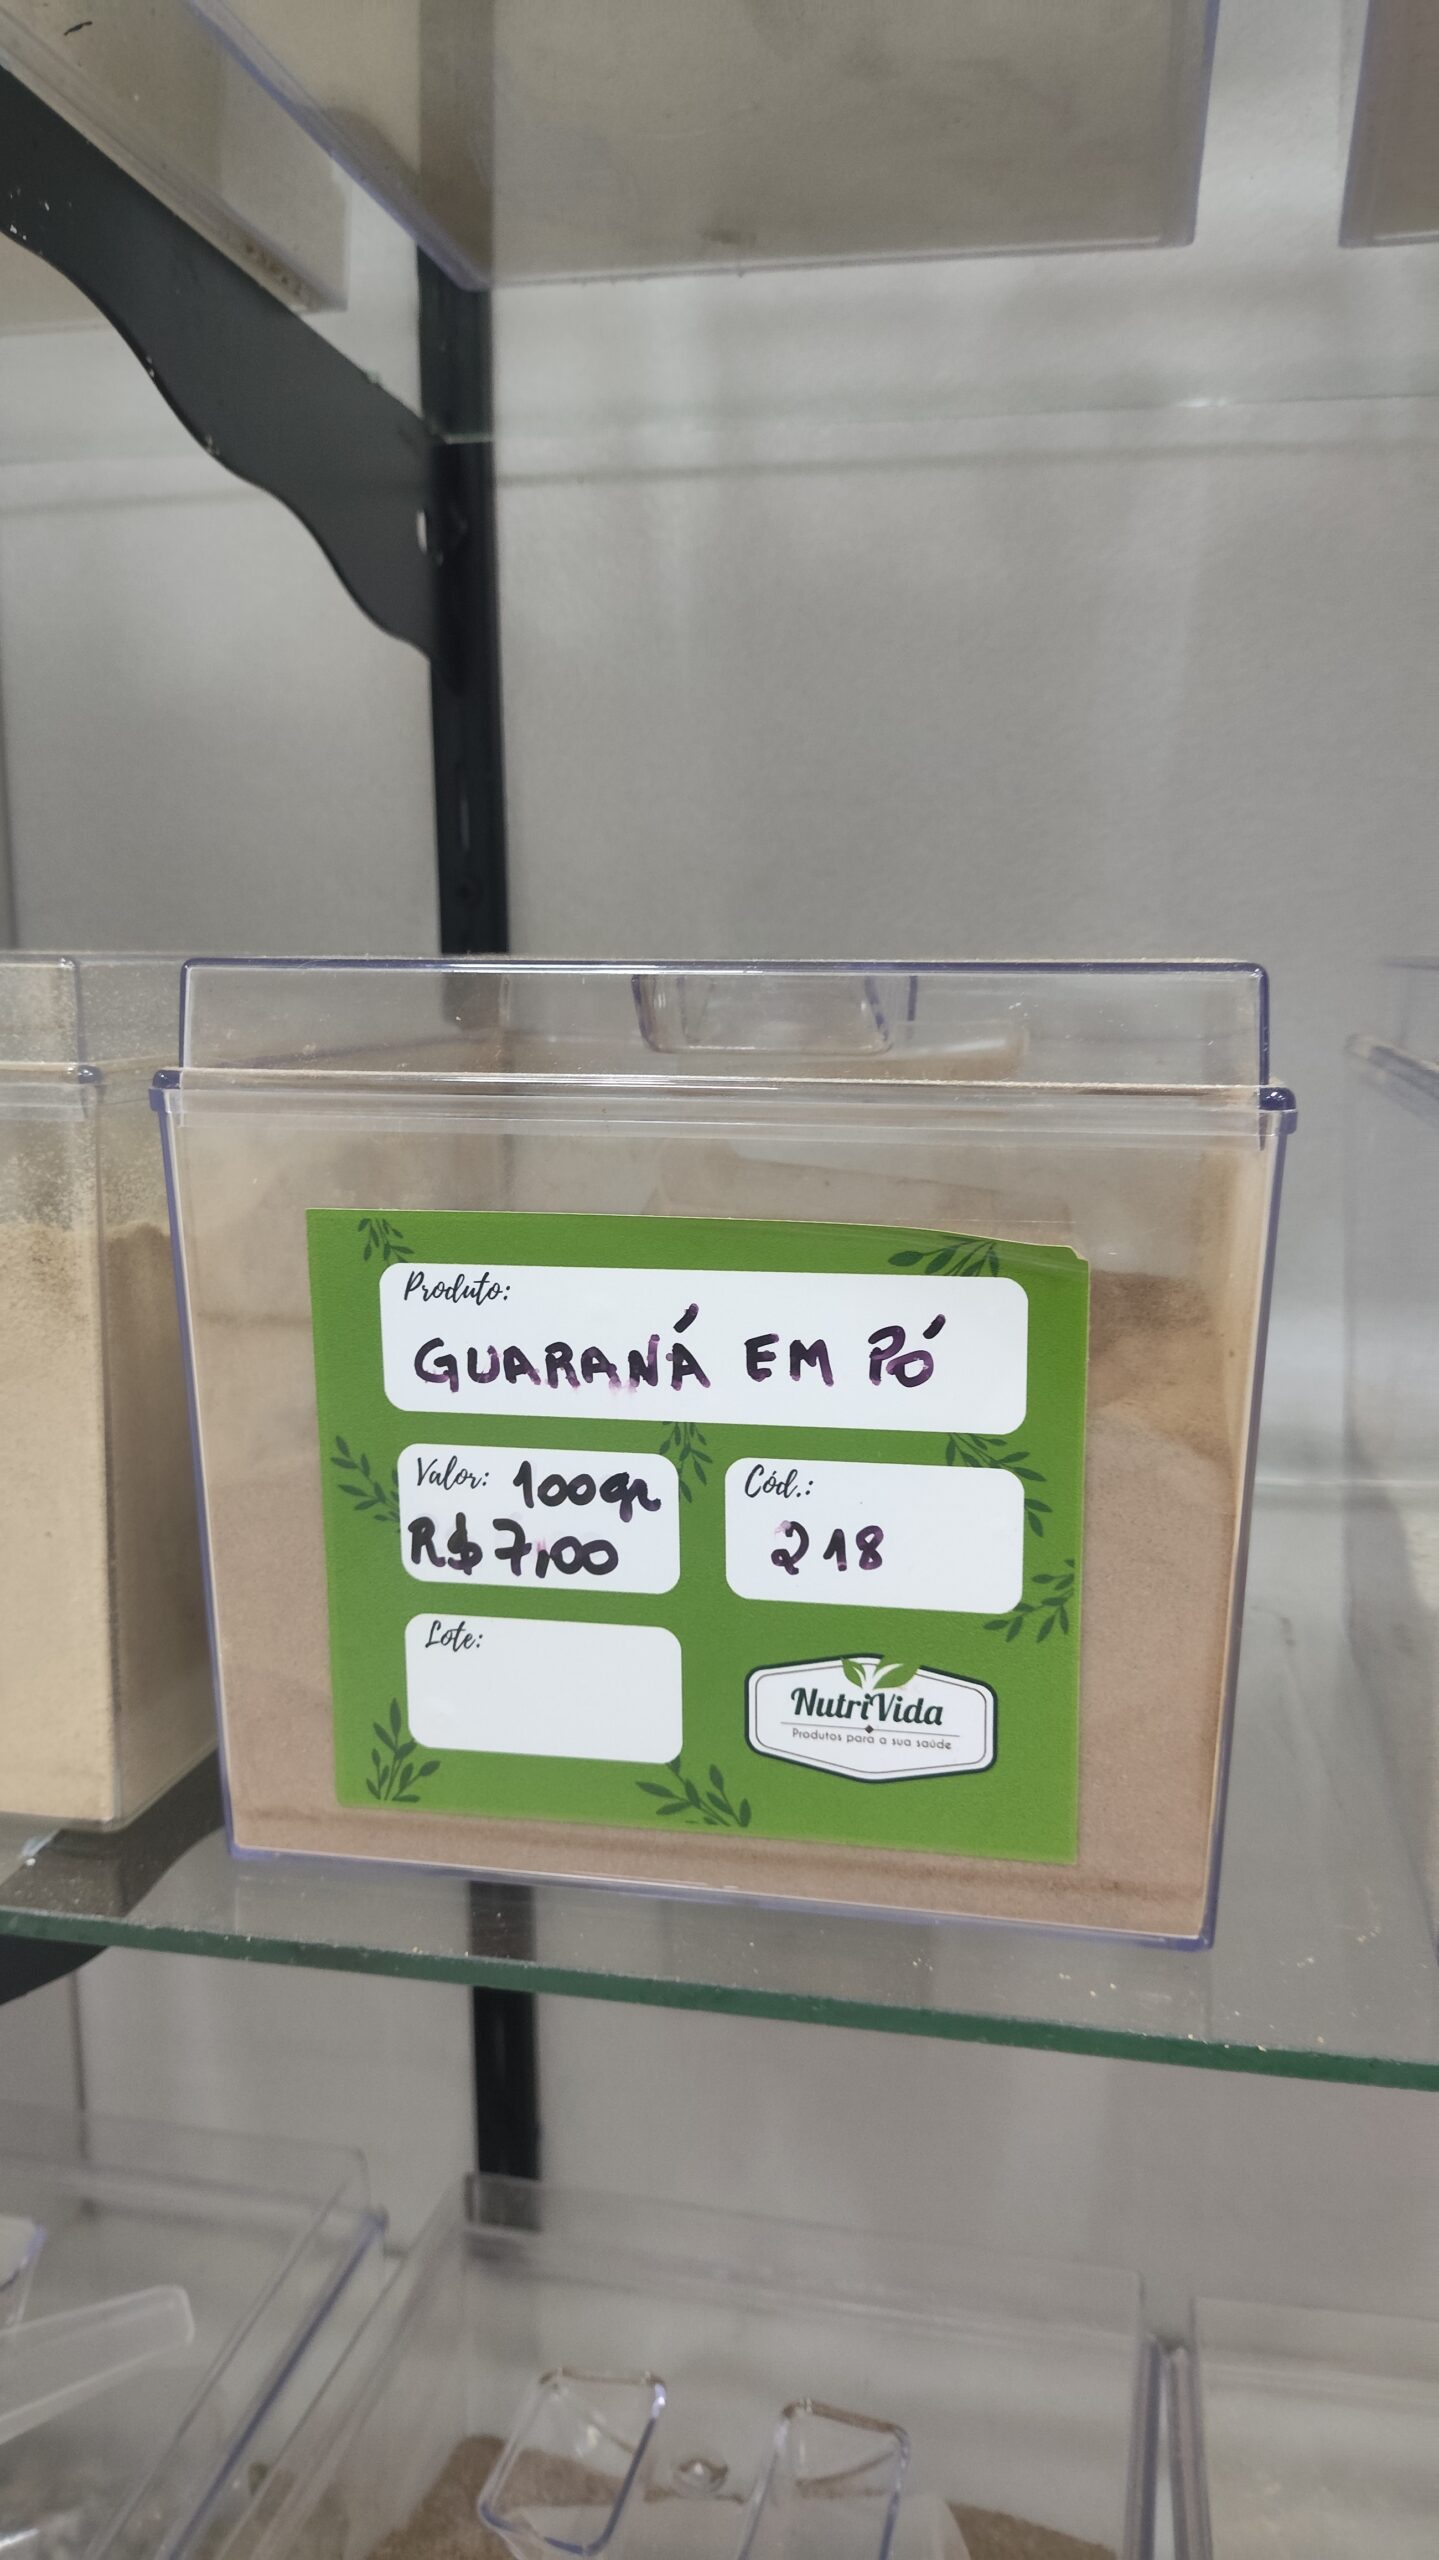 Produto:
GUARANÁ EM PÓ
Valor: 100gr
R$7,00
Cód.:
218
Lote:
NutriVida
Produtos para a sua saúde